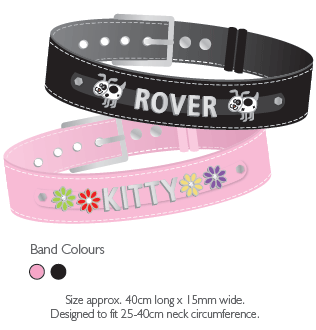 ROVER
KITTY
Band Colours
Size approx. 40cm long x 15mm wide.
Designed to fit 25-40cm neck circumference.